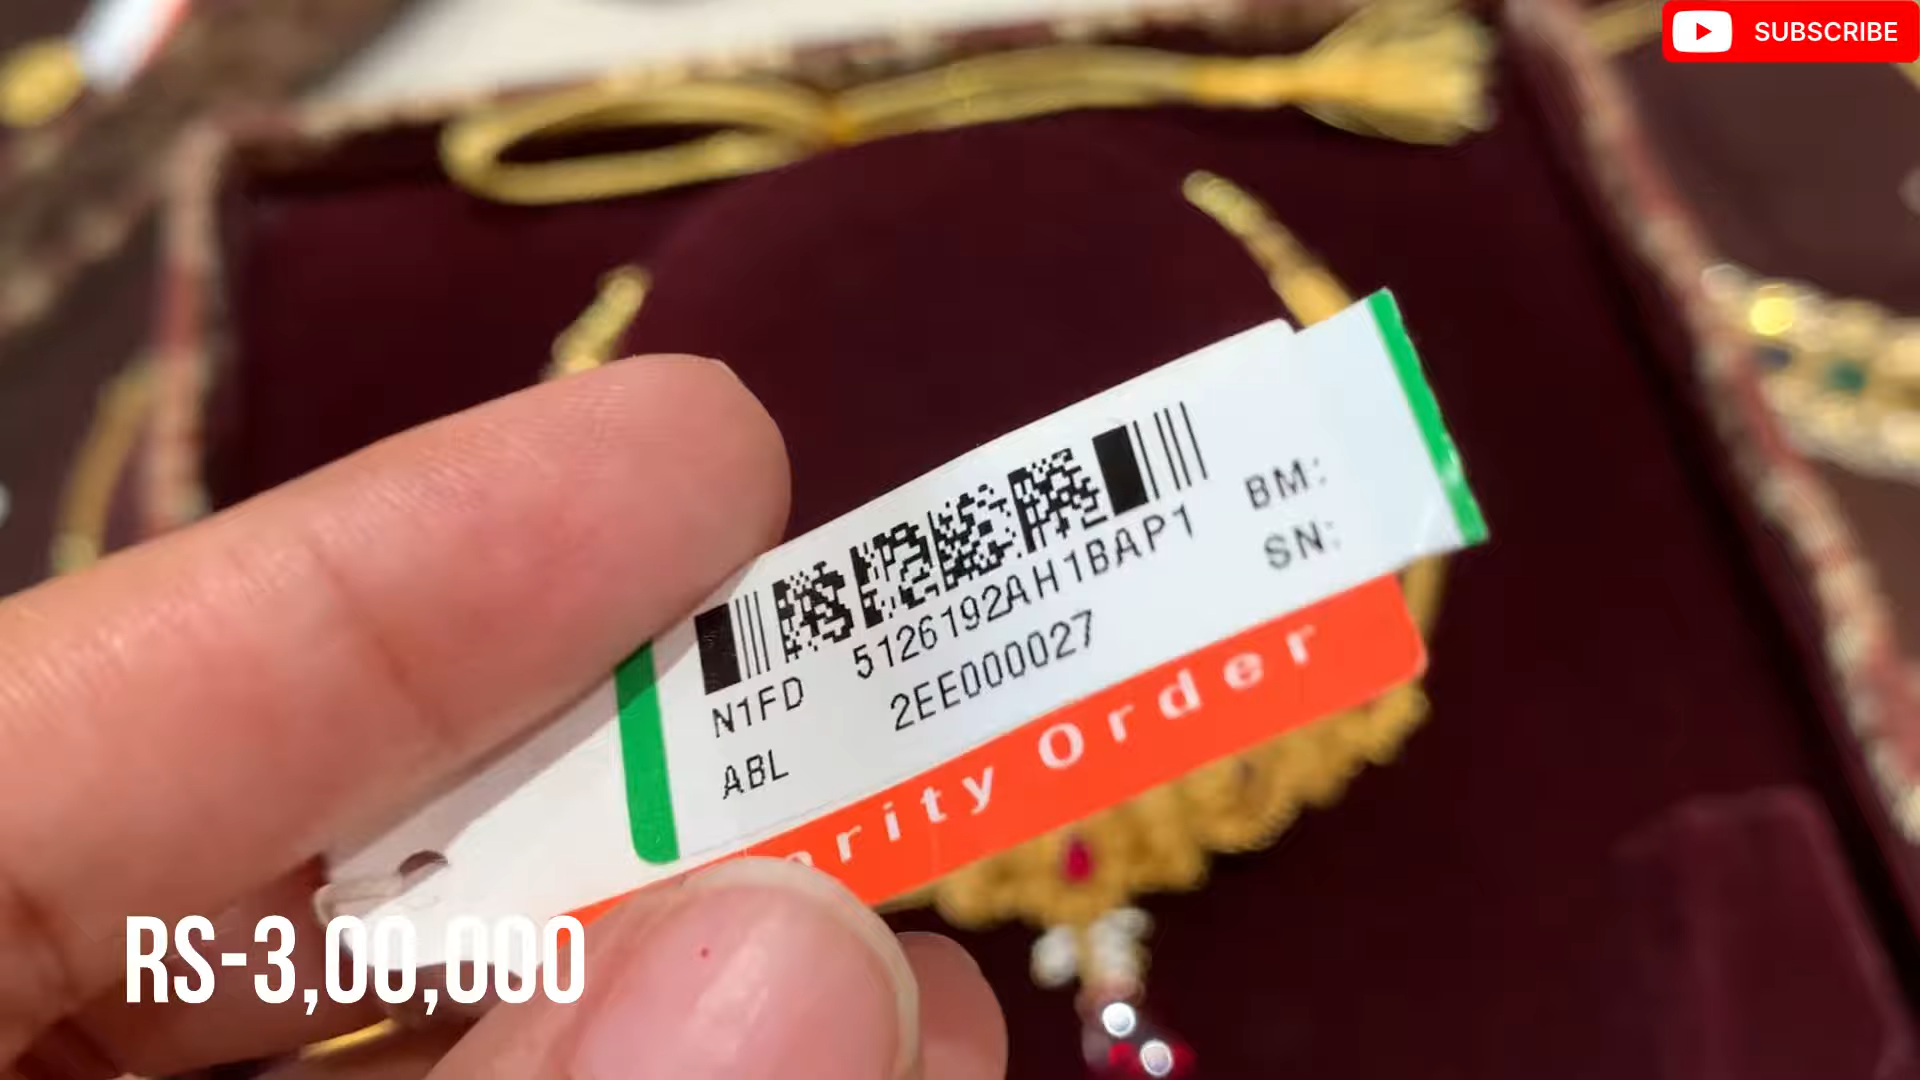 SUBSCRIBE
BM:
SN:
5126192AH1BAP1
N1FD 2EE000027
ABL
Order
RS-3,00,000